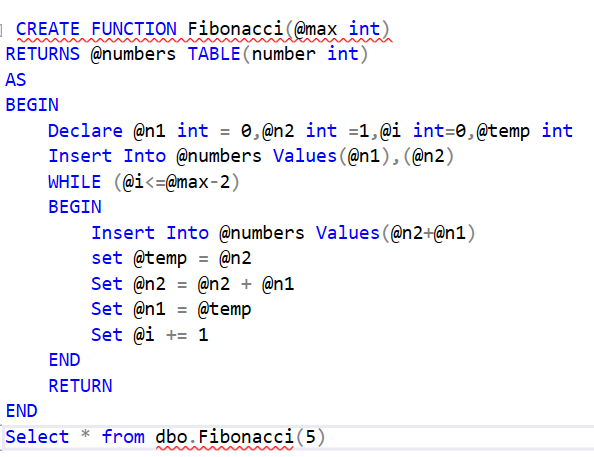 CREATE FUNCTION Fibonacci(@max int)
RETURNS @numbers TABLE(number int)
AS
BEGIN
    Declare @n1 int = 0,@n2 int =1,@i int=0,@temp int
    Insert Into @numbers Values(@n1),(@n2)
    WHILE (@i<=@max-2)
    BEGIN
        Insert Into @numbers Values(@n2+@n1)
        set @temp = @n2
        Set @n2 = @n2 + @n1
        Set @n1 = @temp
        Set @i += 1
    END
    RETURN
END
Select * from dbo.Fibonacci(5)